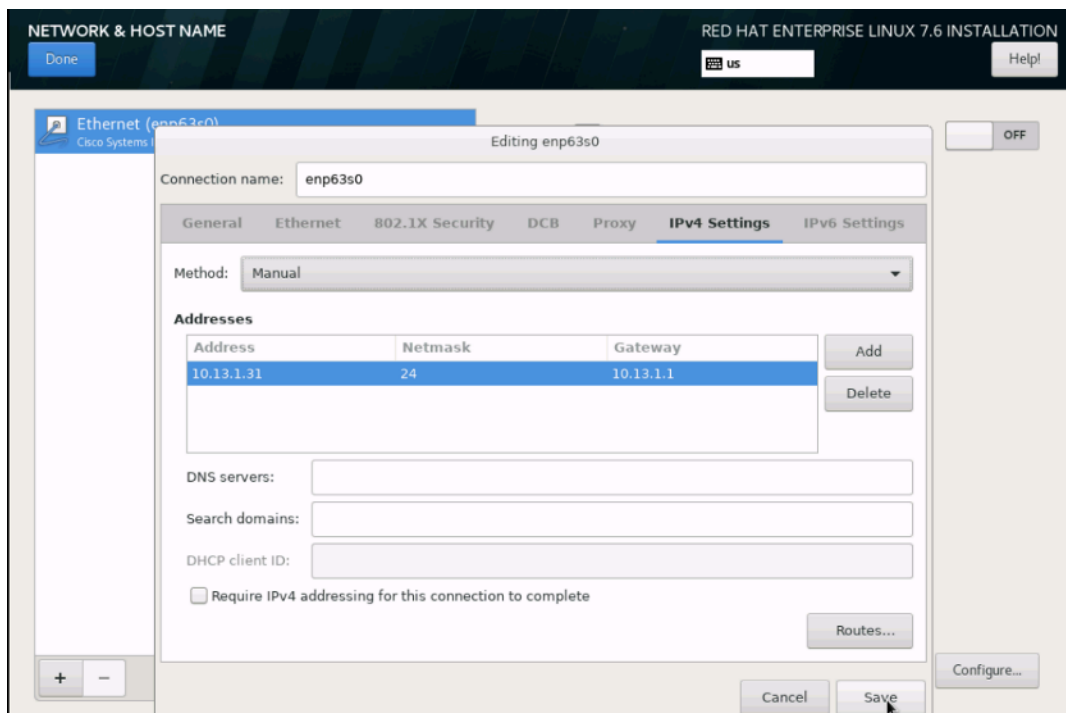 NETWORK & HOST NAME
RED HAT ENTERPRISE LINUX 7.6 INSTALLATION
Done
us
Help!
Ethernet (enp63s0)
Cisco Systems
OFF
Editing enp63s0
Connection name: enp63s0
General Ethernet 802.1X Security DCB Proxy IPv4 Settings IPv6 Settings
Method: Manual
Addresses
Address Netmask Gateway
10.13.1.31 24 10.13.1.1
Add
Delete
DNS servers:
Search domains:
DHCP client ID:
Require IPv4 addressing for this connection to complete
Routes...
+ −
Configure...
Cancel Save